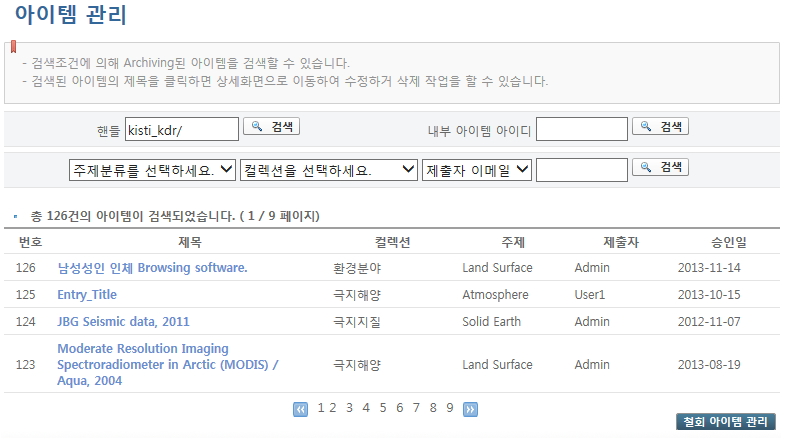 아이템 관리
- 검색조건에 의해 Archiving된 아이템을 검색할 수 있습니다.
- 검색된 아이템의 제목을 클릭하면 상세화면으로 이동하여 수정하거 삭제 작업을 할 수 있습니다.
핸들 kisti_kdr/ 검색 내부 아이템 아이디 검색
주제분류를 선택하세요. 컬렉션을 선택하세요. 제출자 이메일 검색
총 126건의 아이템이 검색되었습니다. ( 1 / 9 페이지)
번호 제목 컬렉션 주제 제출자 승인일
126 남성성인 인체 Browsing software. 환경분야 Land Surface Admin 2013-11-14
125 Entry_Title 극지해양 Atmosphere User1 2013-10-15
124 JBG Seismic data, 2011 극지지질 Solid Earth Admin 2012-11-07
Moderate Resolution Imaging
123 Spectroradiometer in Arctic (MODIS) / 극지해양 Land Surface Admin 2013-08-19
Aqua, 2004
1 2 3 4 5 6 7 8 9
철회 아이템 관리